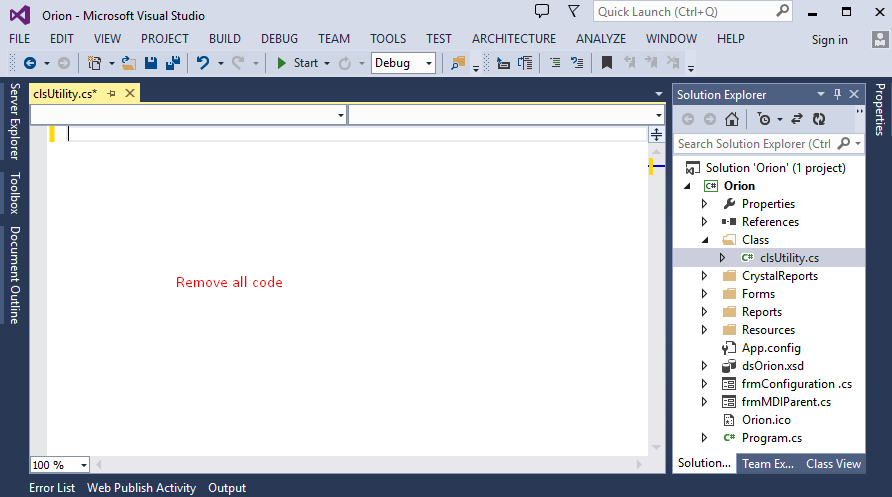 Orion - Microsoft Visual Studio
Quick Launch (Ctrl+Q)
FILE EDIT VIEW PROJECT BUILD DEBUG TEAM TOOLS TEST ARCHITECTURE ANALYZE WINDOW HELP Sign in
Start Debug
Server Explorer
Toolbox
Document Outline
clsUtility.cs*
Remove all code
100 %
Solution Explorer
Search Solution Explorer (Ctrl
Solution 'Orion' (1 project)
C# Orion
Properties
References
Class
C# clsUtility.cs
CrystalReports
Forms
Reports
Resources
App.config
dsOrion.xsd
frmConfiguration .cs
frmMDIParent.cs
Orion.ico
C# Program.cs
Solution... Team Ex... Class View
Properties
Error List Web Publish Activity Output